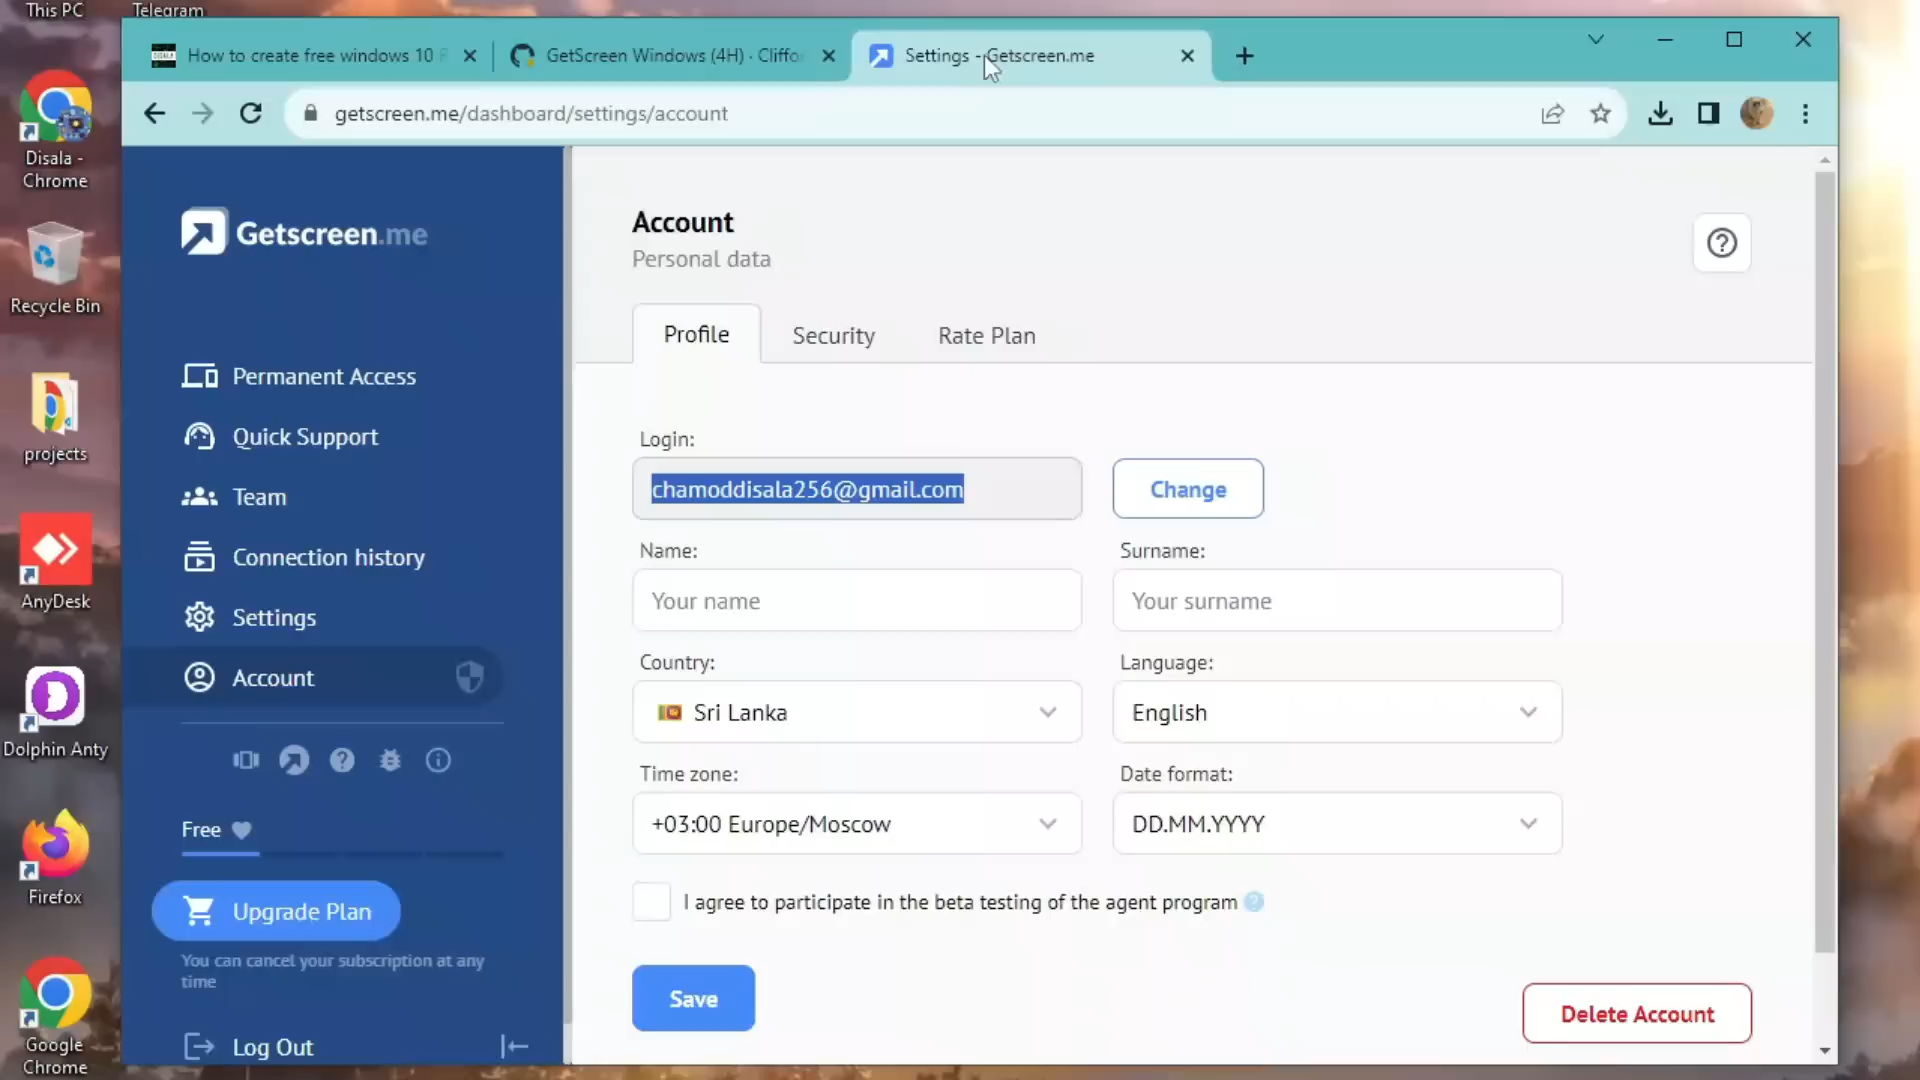 This PC
Telegram
Disala -
Chrome
Recycle Bin
projects
AnyDesk
Dolphin Anty
Firefox
Google
Chrome
How to create free windows 10
GetScreen Windows (4H) · Cliffo
Settings - Getscreen.me
getscreen.me/dashboard/settings/account
Getscreen.me
Permanent Access
Quick Support
Team
Connection history
Settings
Account
Free
Upgrade Plan
You can cancel your subscription at any
time
Log Out
Account
Personal data
Profile
Security
Rate Plan
Login:
chamoddisala256@gmail.com
Change
Name:
Surname:
Your name
Your surname
Country:
Language:
Sri Lanka
English
Time zone:
Date format:
+03:00 Europe/Moscow
DD.MM.YYYY
I agree to participate in the beta testing of the agent program
Save
Delete Account